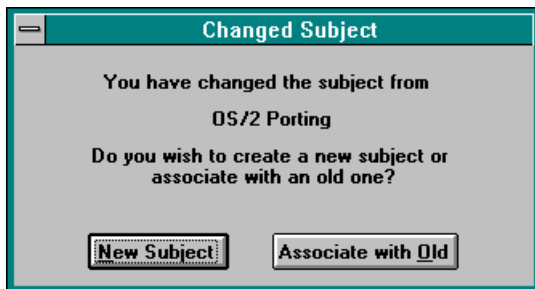 Changed Subject
You have changed the subject from
OS/2 Porting
Do you wish to create a new subject or
associate with an old one?
New Subject
Associate with Old